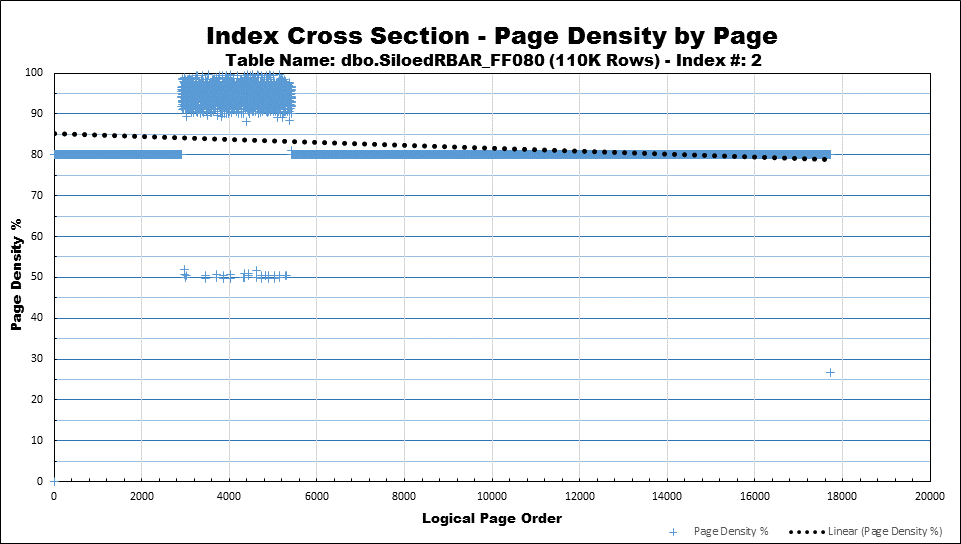 Index Cross Section - Page Density by Page
Table Name: dbo.SiloedRBAR_FF080 (110K Rows) - Index #: 2
100
90
80
70
60
50
40
30
20
10
0
Page Density %
0 2000 4000 6000 8000 10000 12000 14000 16000 18000 20000
Logical Page Order
Page Density % Linear (Page Density %)